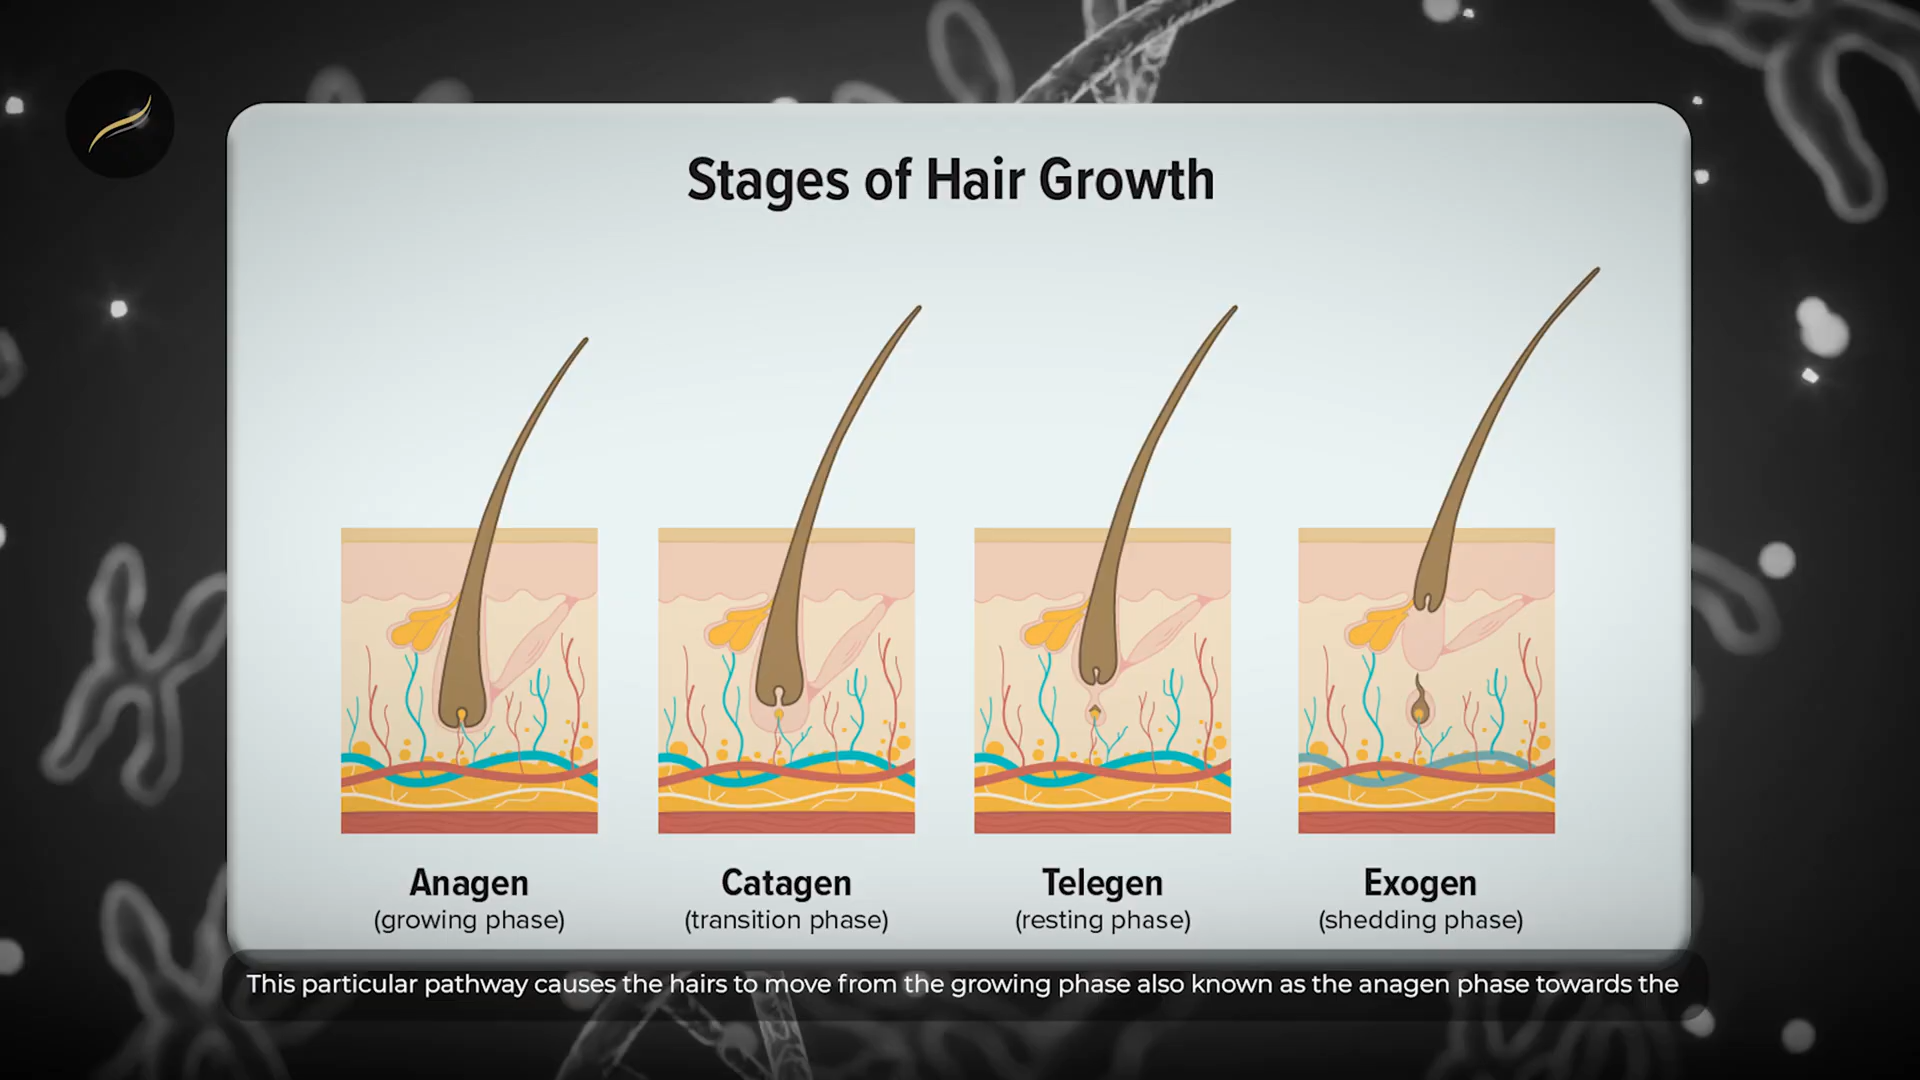 Stages of Hair Growth
Anagen
(growing phase)
Catagen
(transition phase)
Telegen
(resting phase)
Exogen
(shedding phase)
This particular pathway causes the hairs to move from the growing phase also known as the anagen phase towards the